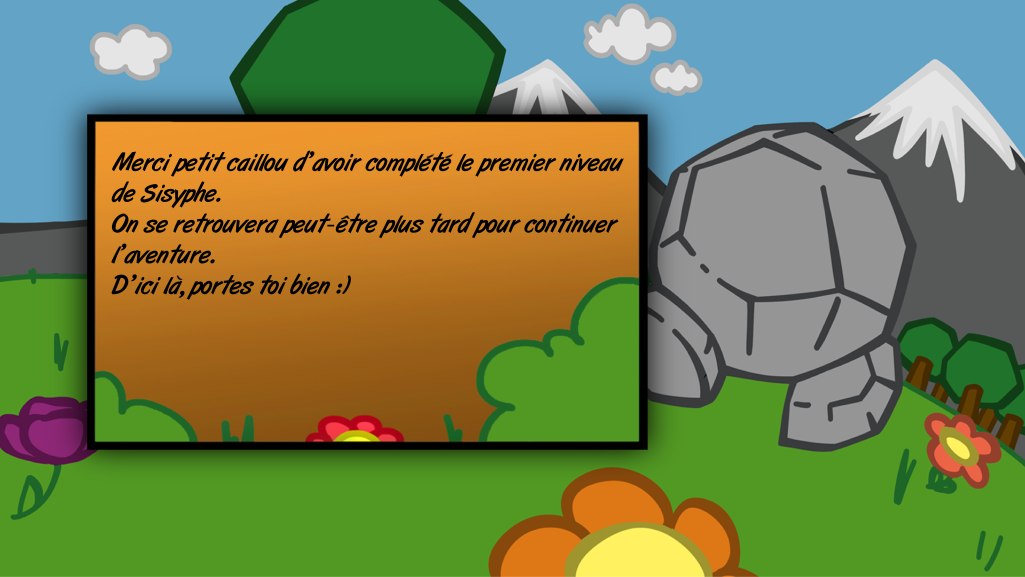 Merci petit caillou d'avoir complété le premier niveau
de Sisyphe.
On se retrouvera peut-être plus tard pour continuer
l'aventure.
D'ici là, portes toi bien :)